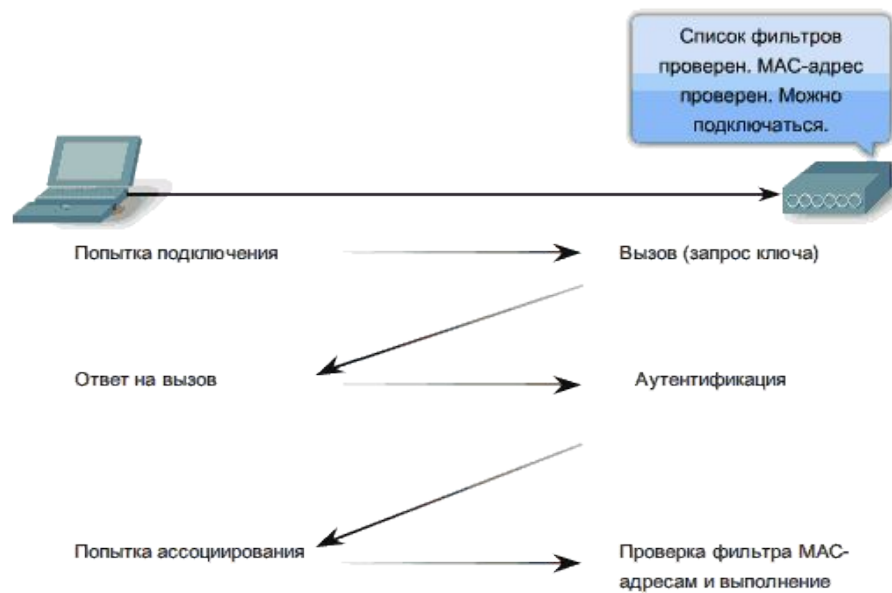 Список фильтров
проверен. MAC-адрес
проверен. Можно
подключаться.
Попытка подключения
Вызов (запрос ключа)
Ответ на вызов
Аутентификация
Попытка ассоциирования
Проверка фильтра MAC-
адресам и выполнение